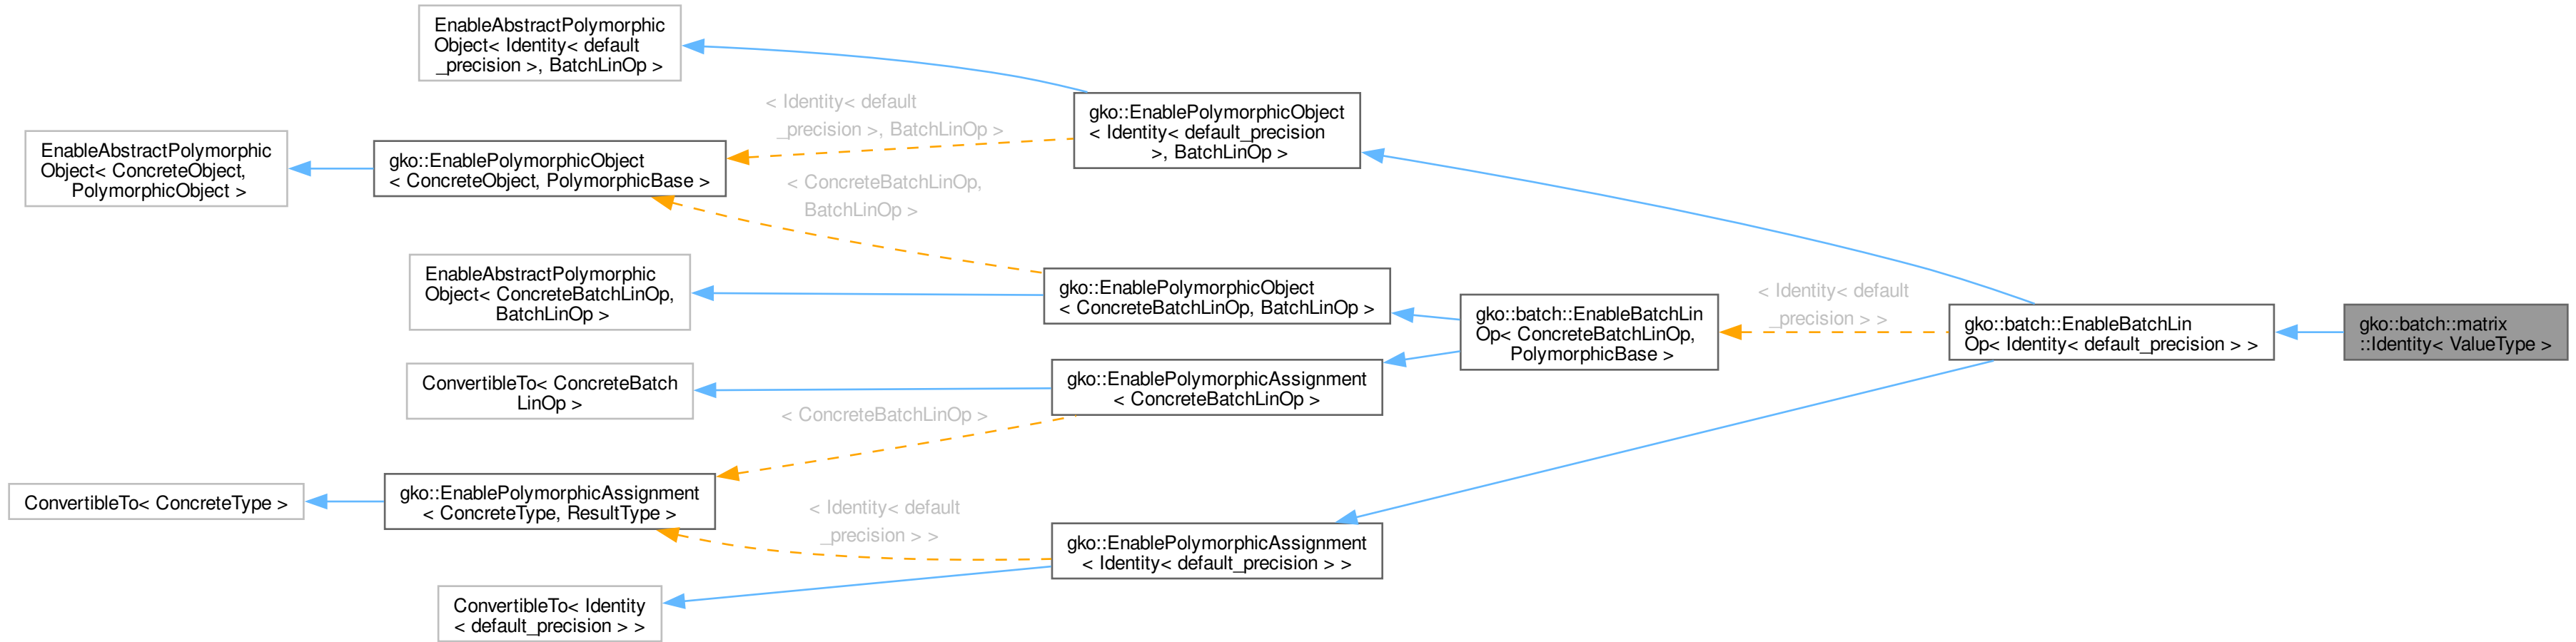 EnableAbstractPolymorphic
Object< Identity< default
_precision >, BatchLinOp >
gko::EnablePolymorphicObject
< Identity< default_precision
>, BatchLinOp >
< Identity< default
_precision >, BatchLinOp >
EnableAbstractPolymorphic
Object< ConcreteObject,
PolymorphicObject >
gko::EnablePolymorphicObject
< ConcreteObject, PolymorphicBase >
< ConcreteBatchLinOp,
BatchLinOp >
EnableAbstractPolymorphic
Object< ConcreteBatchLinOp,
BatchLinOp >
gko::EnablePolymorphicObject
< ConcreteBatchLinOp, BatchLinOp >
gko::batch::EnableBatchLin
Op< ConcreteBatchLinOp,
PolymorphicBase >
< Identity< default
_precision > >
gko::batch::EnableBatchLin
Op< Identity< default_precision > >
gko::batch::matrix
::Identity< ValueType >
ConvertibleTo< ConcreteBatch
LinOp >
gko::EnablePolymorphicAssignment
< ConcreteBatchLinOp >
< ConcreteBatchLinOp >
ConvertibleTo< ConcreteType >
gko::EnablePolymorphicAssignment
< ConcreteType, ResultType >
< Identity< default
_precision > >
gko::EnablePolymorphicAssignment
< Identity< default_precision > >
ConvertibleTo< Identity
< default_precision > >